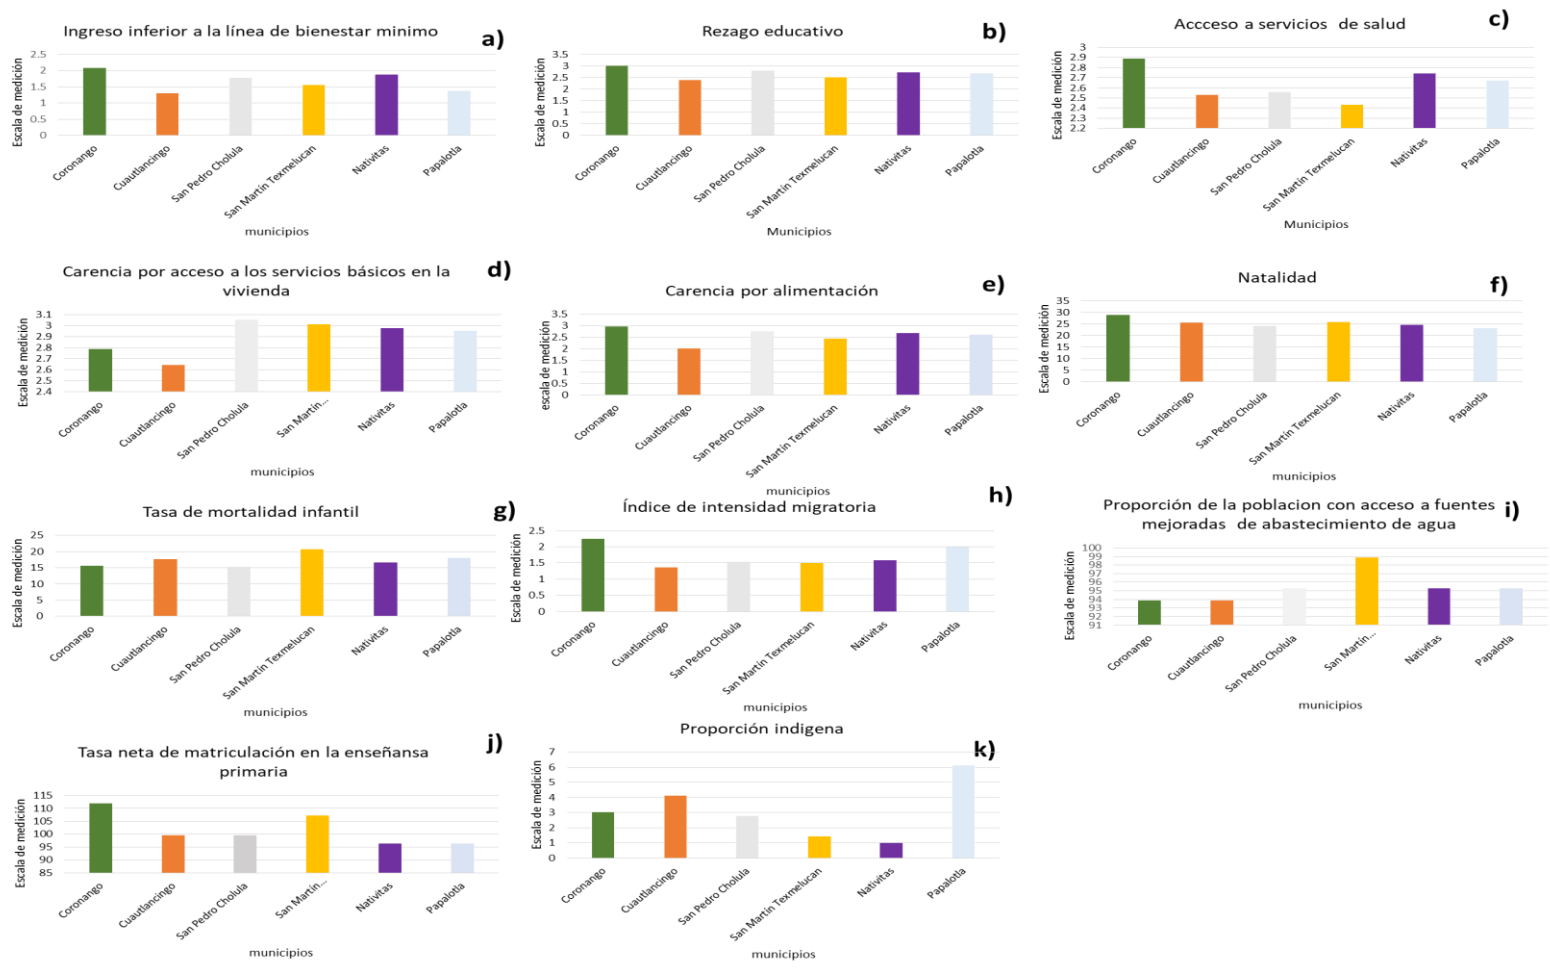 Ingreso inferior a la línea de bienestar minimo
a)
Escala de medición
2.5
2
1.5
1
0.5
0
Coronango
Cuautlancingo
San Pedro Cholula
San Martín Texmelucan
Nativitas
Papalotla
municipios
Rezago educativo
b)
Escala de medición
3.5
3
2.5
2
1.5
1
0.5
0
Coronango
Cuautlancingo
San Pedro Cholula
San Martín Texmelucan
Nativitas
Papalotla
Municipios
Accceso a servicios de salud
c)
Escala de medición
3
2.9
2.8
2.7
2.6
2.5
2.4
2.3
2.2
Coronango
Cuautlancingo
San Pedro Cholula
San Martín Texmelucan
Nativitas
Papalotla
Municipios
Carencia por acceso a los servicios básicos en la
vivienda
d)
Escala de medición
3.1
3
2.9
2.8
2.7
2.6
2.5
2.4
Coronango
Cuautlancingo
San Pedro Cholula
San Martín...
Nativitas
Papalotla
municipios
Carencia por alimentación
e)
escala de medición
3.5
3
2.5
2
1.5
1
0.5
0
Coronango
Cuautlancingo
San Pedro Cholula
San Martín Texmelucan
Nativitas
Papalotla
municipios
Natalidad
f)
Escala de medición
35
30
25
20
15
10
5
0
Coronango
Cuautlancingo
San Pedro Cholula
San Martín Texmelucan
Nativitas
Papalotla
municipios
Tasa de mortalidad infantil
g)
Escala de medición
25
20
15
10
5
0
Coronango
Cuautlancingo
San Pedro Cholula
San Martín Texmelucan
Nativitas
Papalotla
municipios
Índice de intensidad migratoria
h)
Escala de medición
2.5
2
1.5
1
0.5
0
Coronango
Cuautlancingo
San Pedro Cholula
San Martín Texmelucan
Nativitas
Papalotla
municipios
Proporción de la poblacion con acceso a fuentes
mejoradas de abastecimiento de agua
i)
Escala de medición
100
99
98
97
96
95
94
93
92
91
Coronango
Cuautlancingo
San Pedro Cholula
San Martín...
Nativitas
Papalotla
municipios
Tasa neta de matriculación en la enseñansa
primaria
j)
Escala de medición
115
110
105
100
95
90
85
Coronango
Cuautlancingo
San Pedro Cholula
San Martín...
Nativitas
Papalotla
municipios
Proporción indigena
k)
Escala de medición
7
6
5
4
3
2
1
0
Coronango
Cuautlancingo
San Pedro Cholula
San Martín Texmelucan
Nativitas
Papalotla
municipios